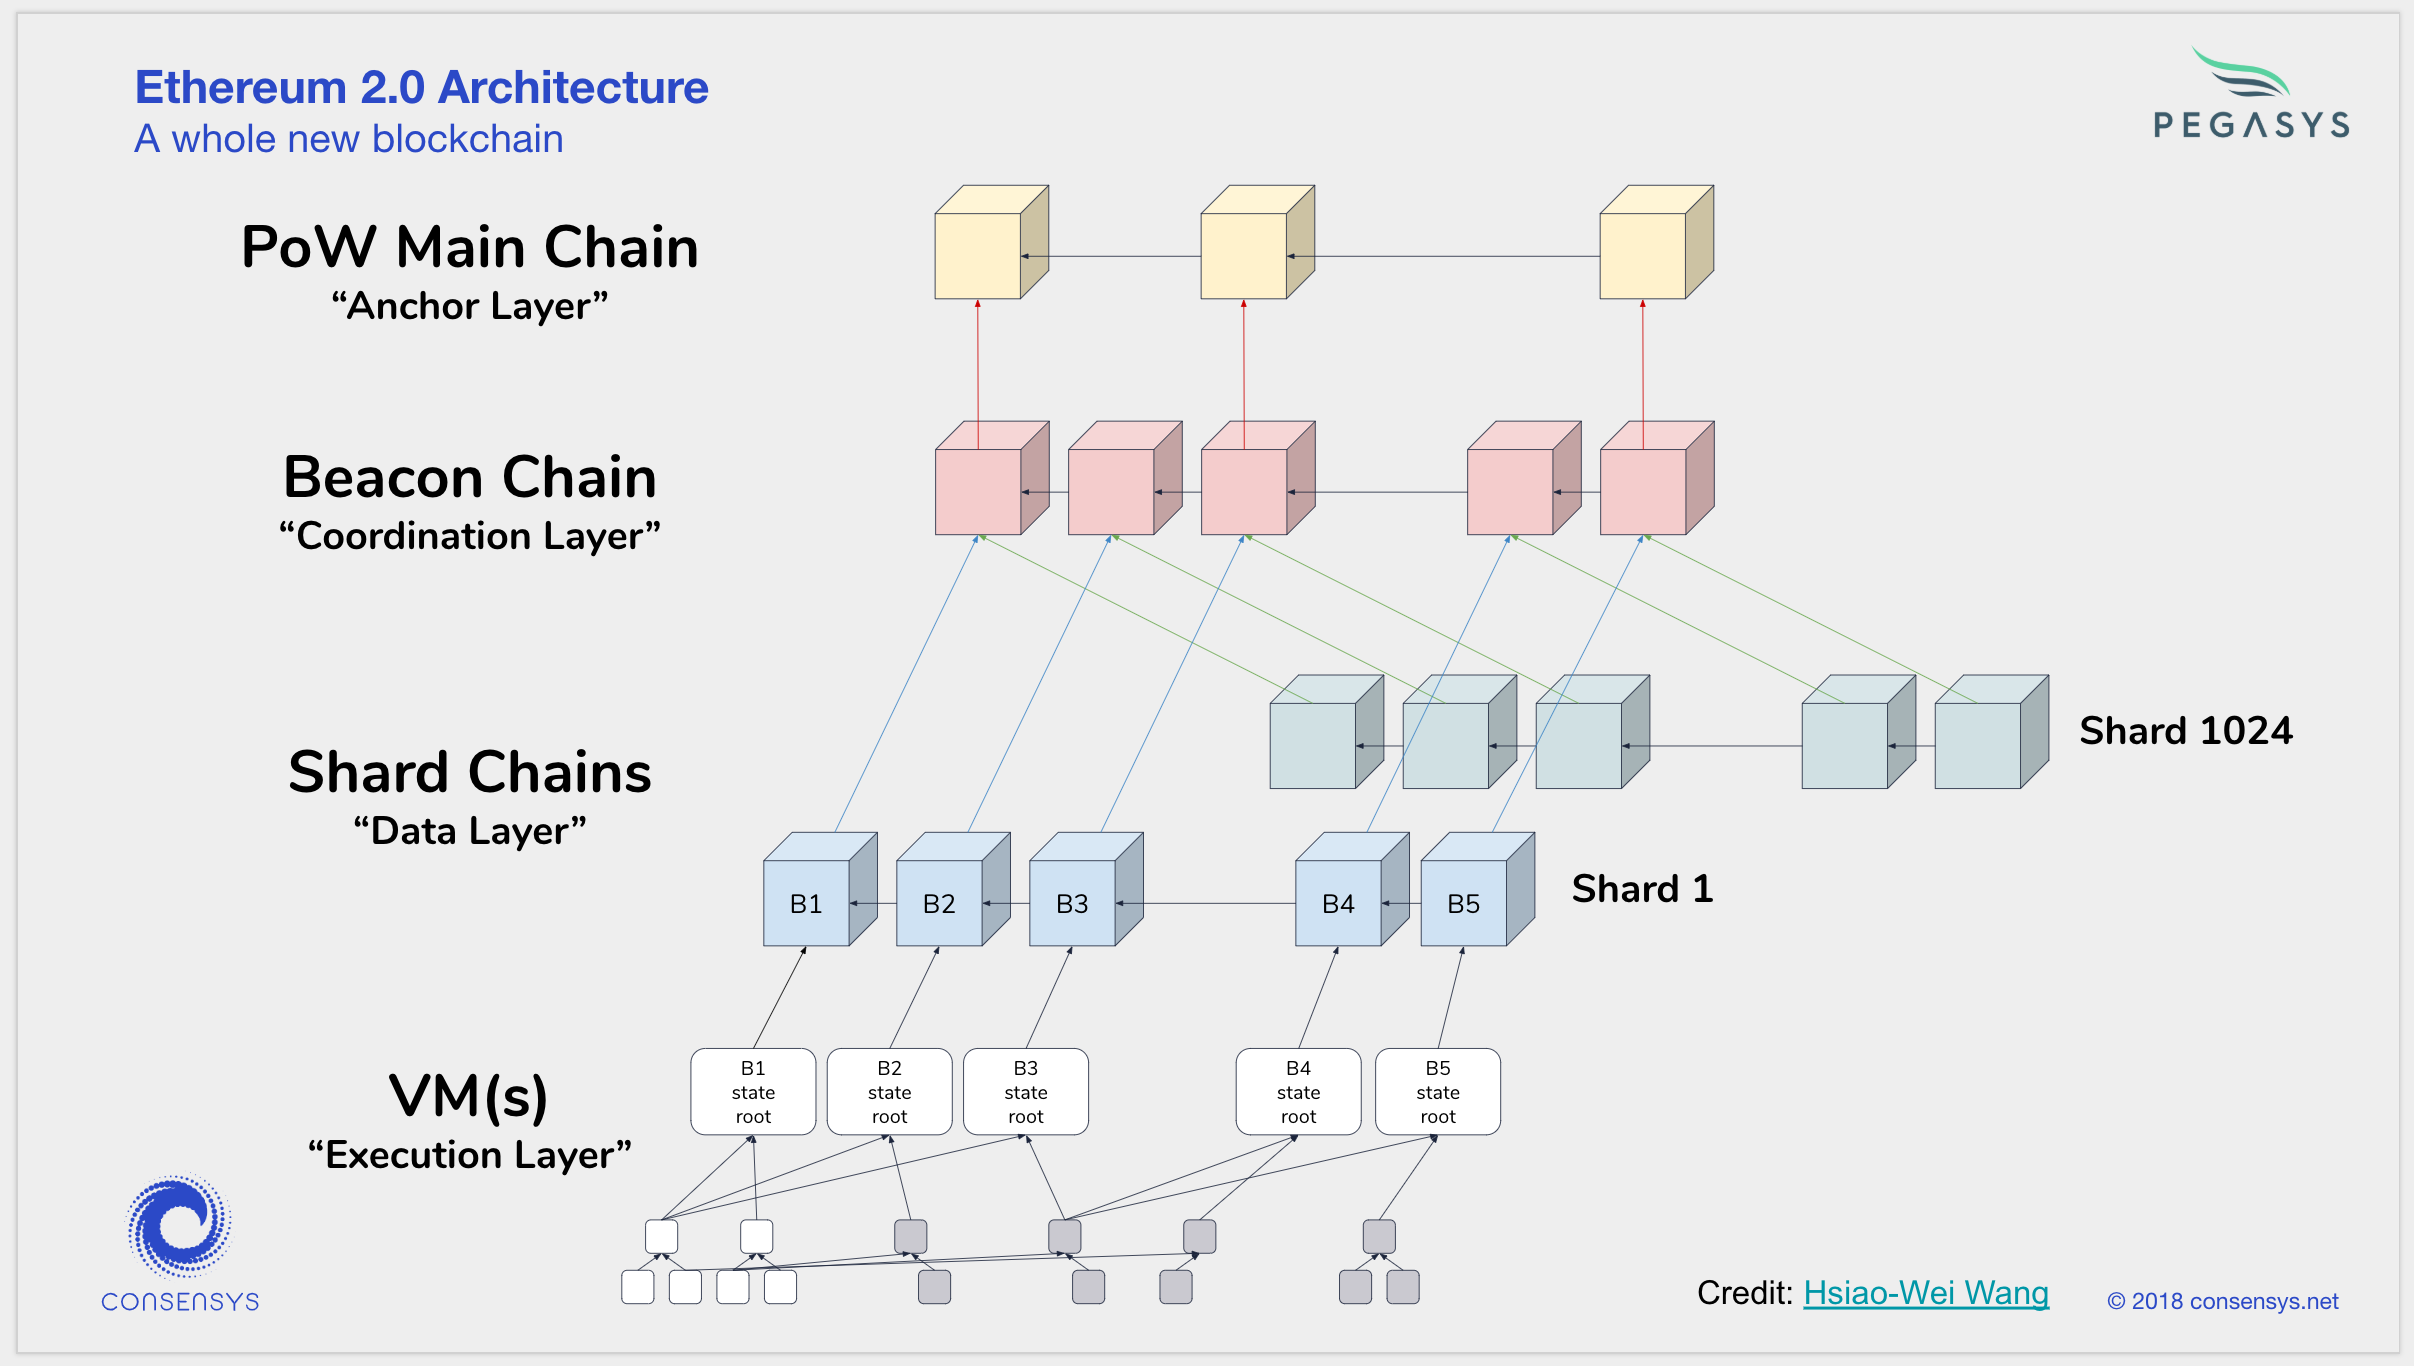 Ethereum 2.0 Architecture
A whole new blockchain
PEGASYS
PoW Main Chain
“Anchor Layer”
Beacon Chain
“Coordination Layer”
Shard 1024
Shard Chains
“Data Layer”
B1
B2
B3
B4
B5
Shard 1
B1
state
root
B2
state
root
B3
state
root
B4
state
root
B5
state
root
VM(s)
“Execution Layer”
CONSENSYS
Credit: Hsiao-Wei Wang
© 2018 consensys.net